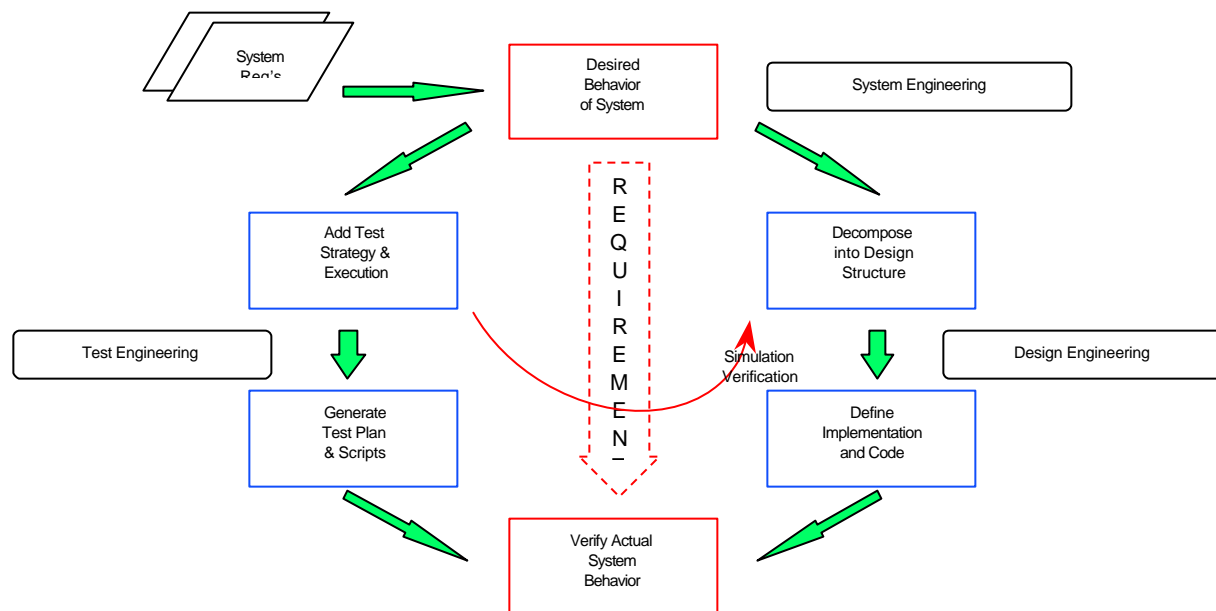 System
Req's
Desired
Behavior
of System
System Engineering
R
E
Q
U
I
R
E
M
E
N
Add Test
Strategy &
Execution
Decompose
into Design
Structure
Test Engineering
Simulation
Verification
Design Engineering
Generate
Test Plan
& Scripts
Define
Implementation
and Code
Verify Actual
System
Behavior